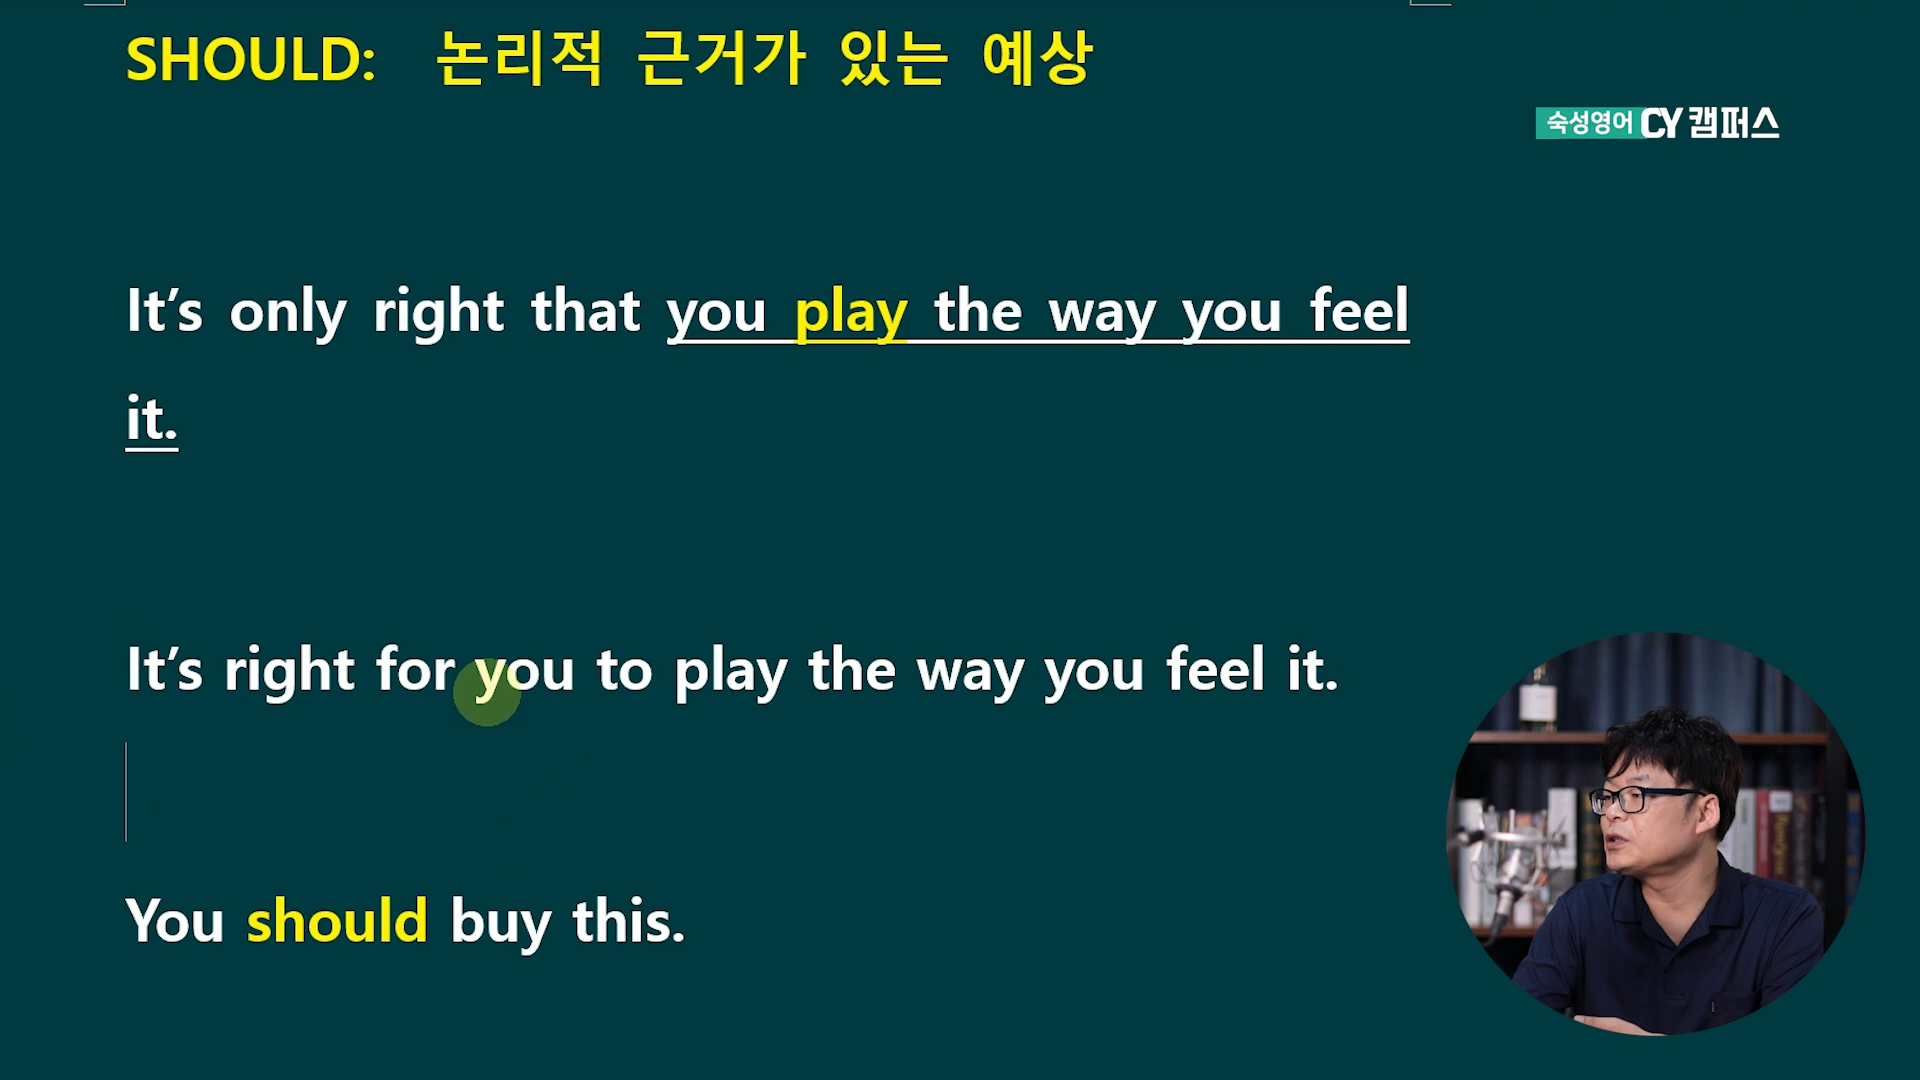 SHOULD: 논리적 근거가 있는 예상
숙성영어 CY 캠퍼스
It’s only right that you play the way you feel
it.
It’s right for you to play the way you feel it.
You should buy this.